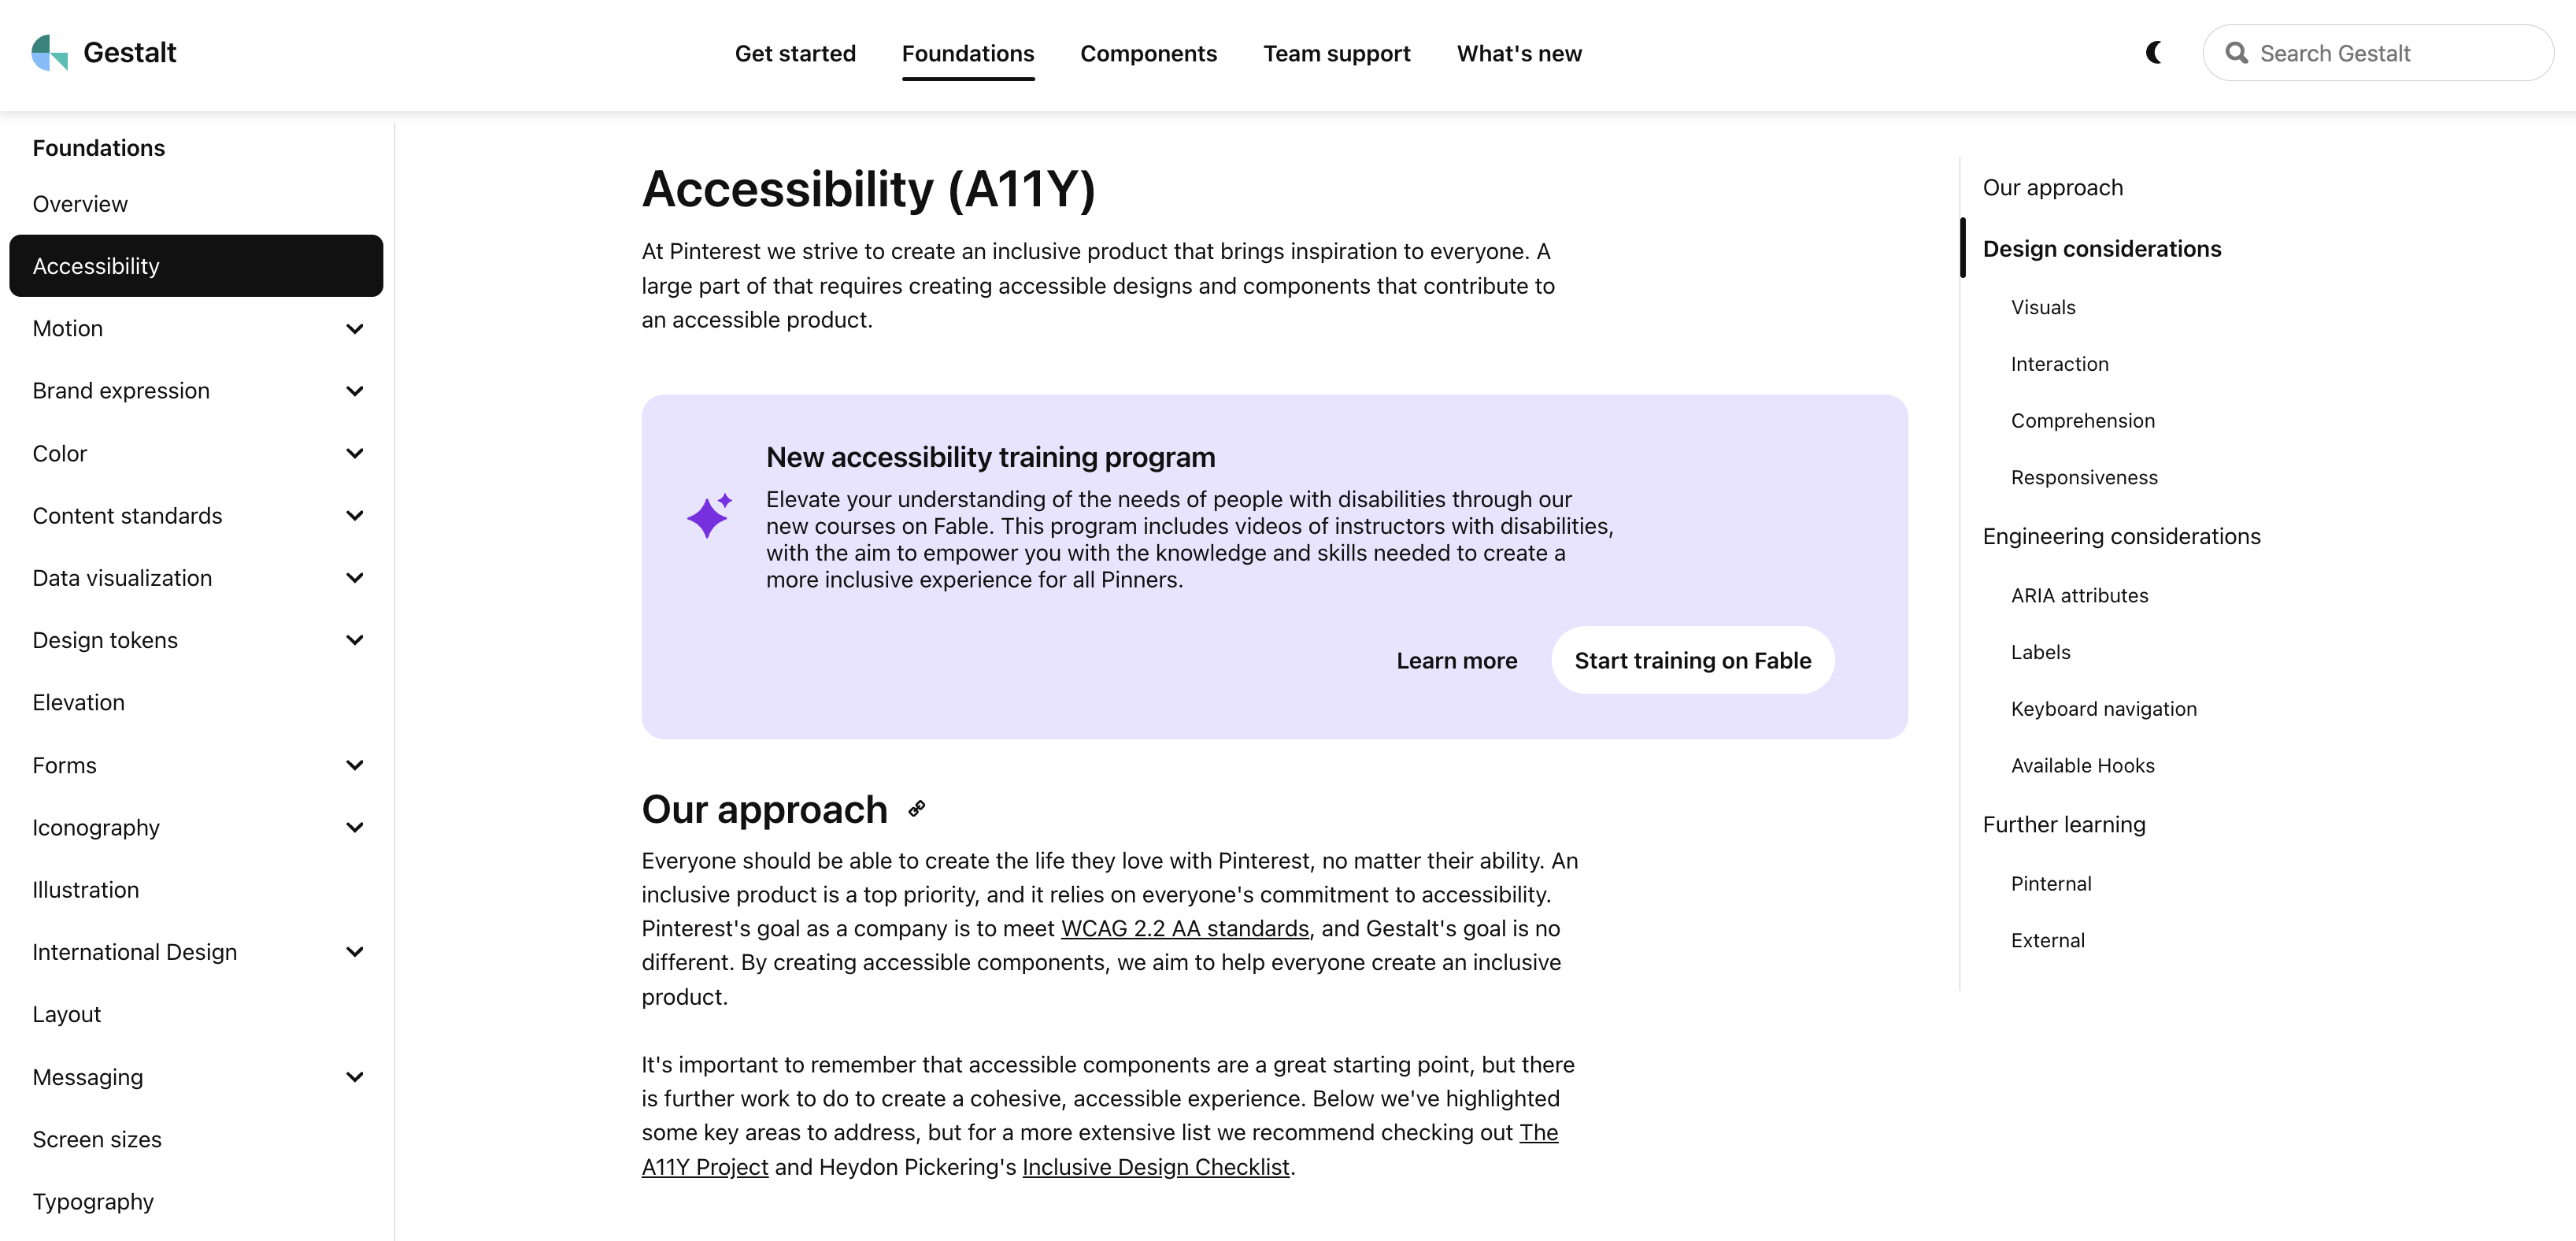 Gestalt
Get started
Foundations
Components
Team support
What's new
Search Gestalt
Foundations
Overview
Accessibility
Motion
Brand expression
Color
Content standards
Data visualization
Design tokens
Elevation
Forms
Iconography
Illustration
International Design
Layout
Messaging
Screen sizes
Typography
Accessibility (A11Y)
At Pinterest we strive to create an inclusive product that brings inspiration to everyone. A
large part of that requires creating accessible designs and components that contribute to
an accessible product.
New accessibility training program
Elevate your understanding of the needs of people with disabilities through our
new courses on Fable. This program includes videos of instructors with disabilities,
with the aim to empower you with the knowledge and skills needed to create a
more inclusive experience for all Pinners.
Learn more
Start training on Fable
Our approach
Everyone should be able to create the life they love with Pinterest, no matter their ability. An
inclusive product is a top priority, and it relies on everyone's commitment to accessibility.
Pinterest's goal as a company is to meet WCAG 2.2 AA standards, and Gestalt's goal is no
different. By creating accessible components, we aim to help everyone create an inclusive
product.
It's important to remember that accessible components are a great starting point, but there
is further work to do to create a cohesive, accessible experience. Below we've highlighted
some key areas to address, but for a more extensive list we recommend checking out The
A11Y Project and Heydon Pickering's Inclusive Design Checklist.
Our approach
Design considerations
Visuals
Interaction
Comprehension
Responsiveness
Engineering considerations
ARIA attributes
Labels
Keyboard navigation
Available Hooks
Further learning
Pinternal
External